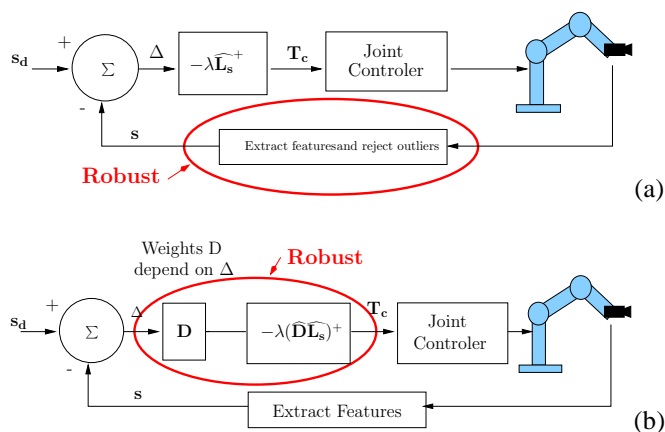 +
s_d
Σ
-
Δ
−λL̂_s⁺
T_c
Joint
Controler
s
Extract featuresand reject outliers
Robust
(a)
Weights D
depend on Δ
Robust
+
s_d
Σ
-
Δ
D
−λ(D̂L̂_s)⁺
T_c
Joint
Controler
s
Extract Features
(b)